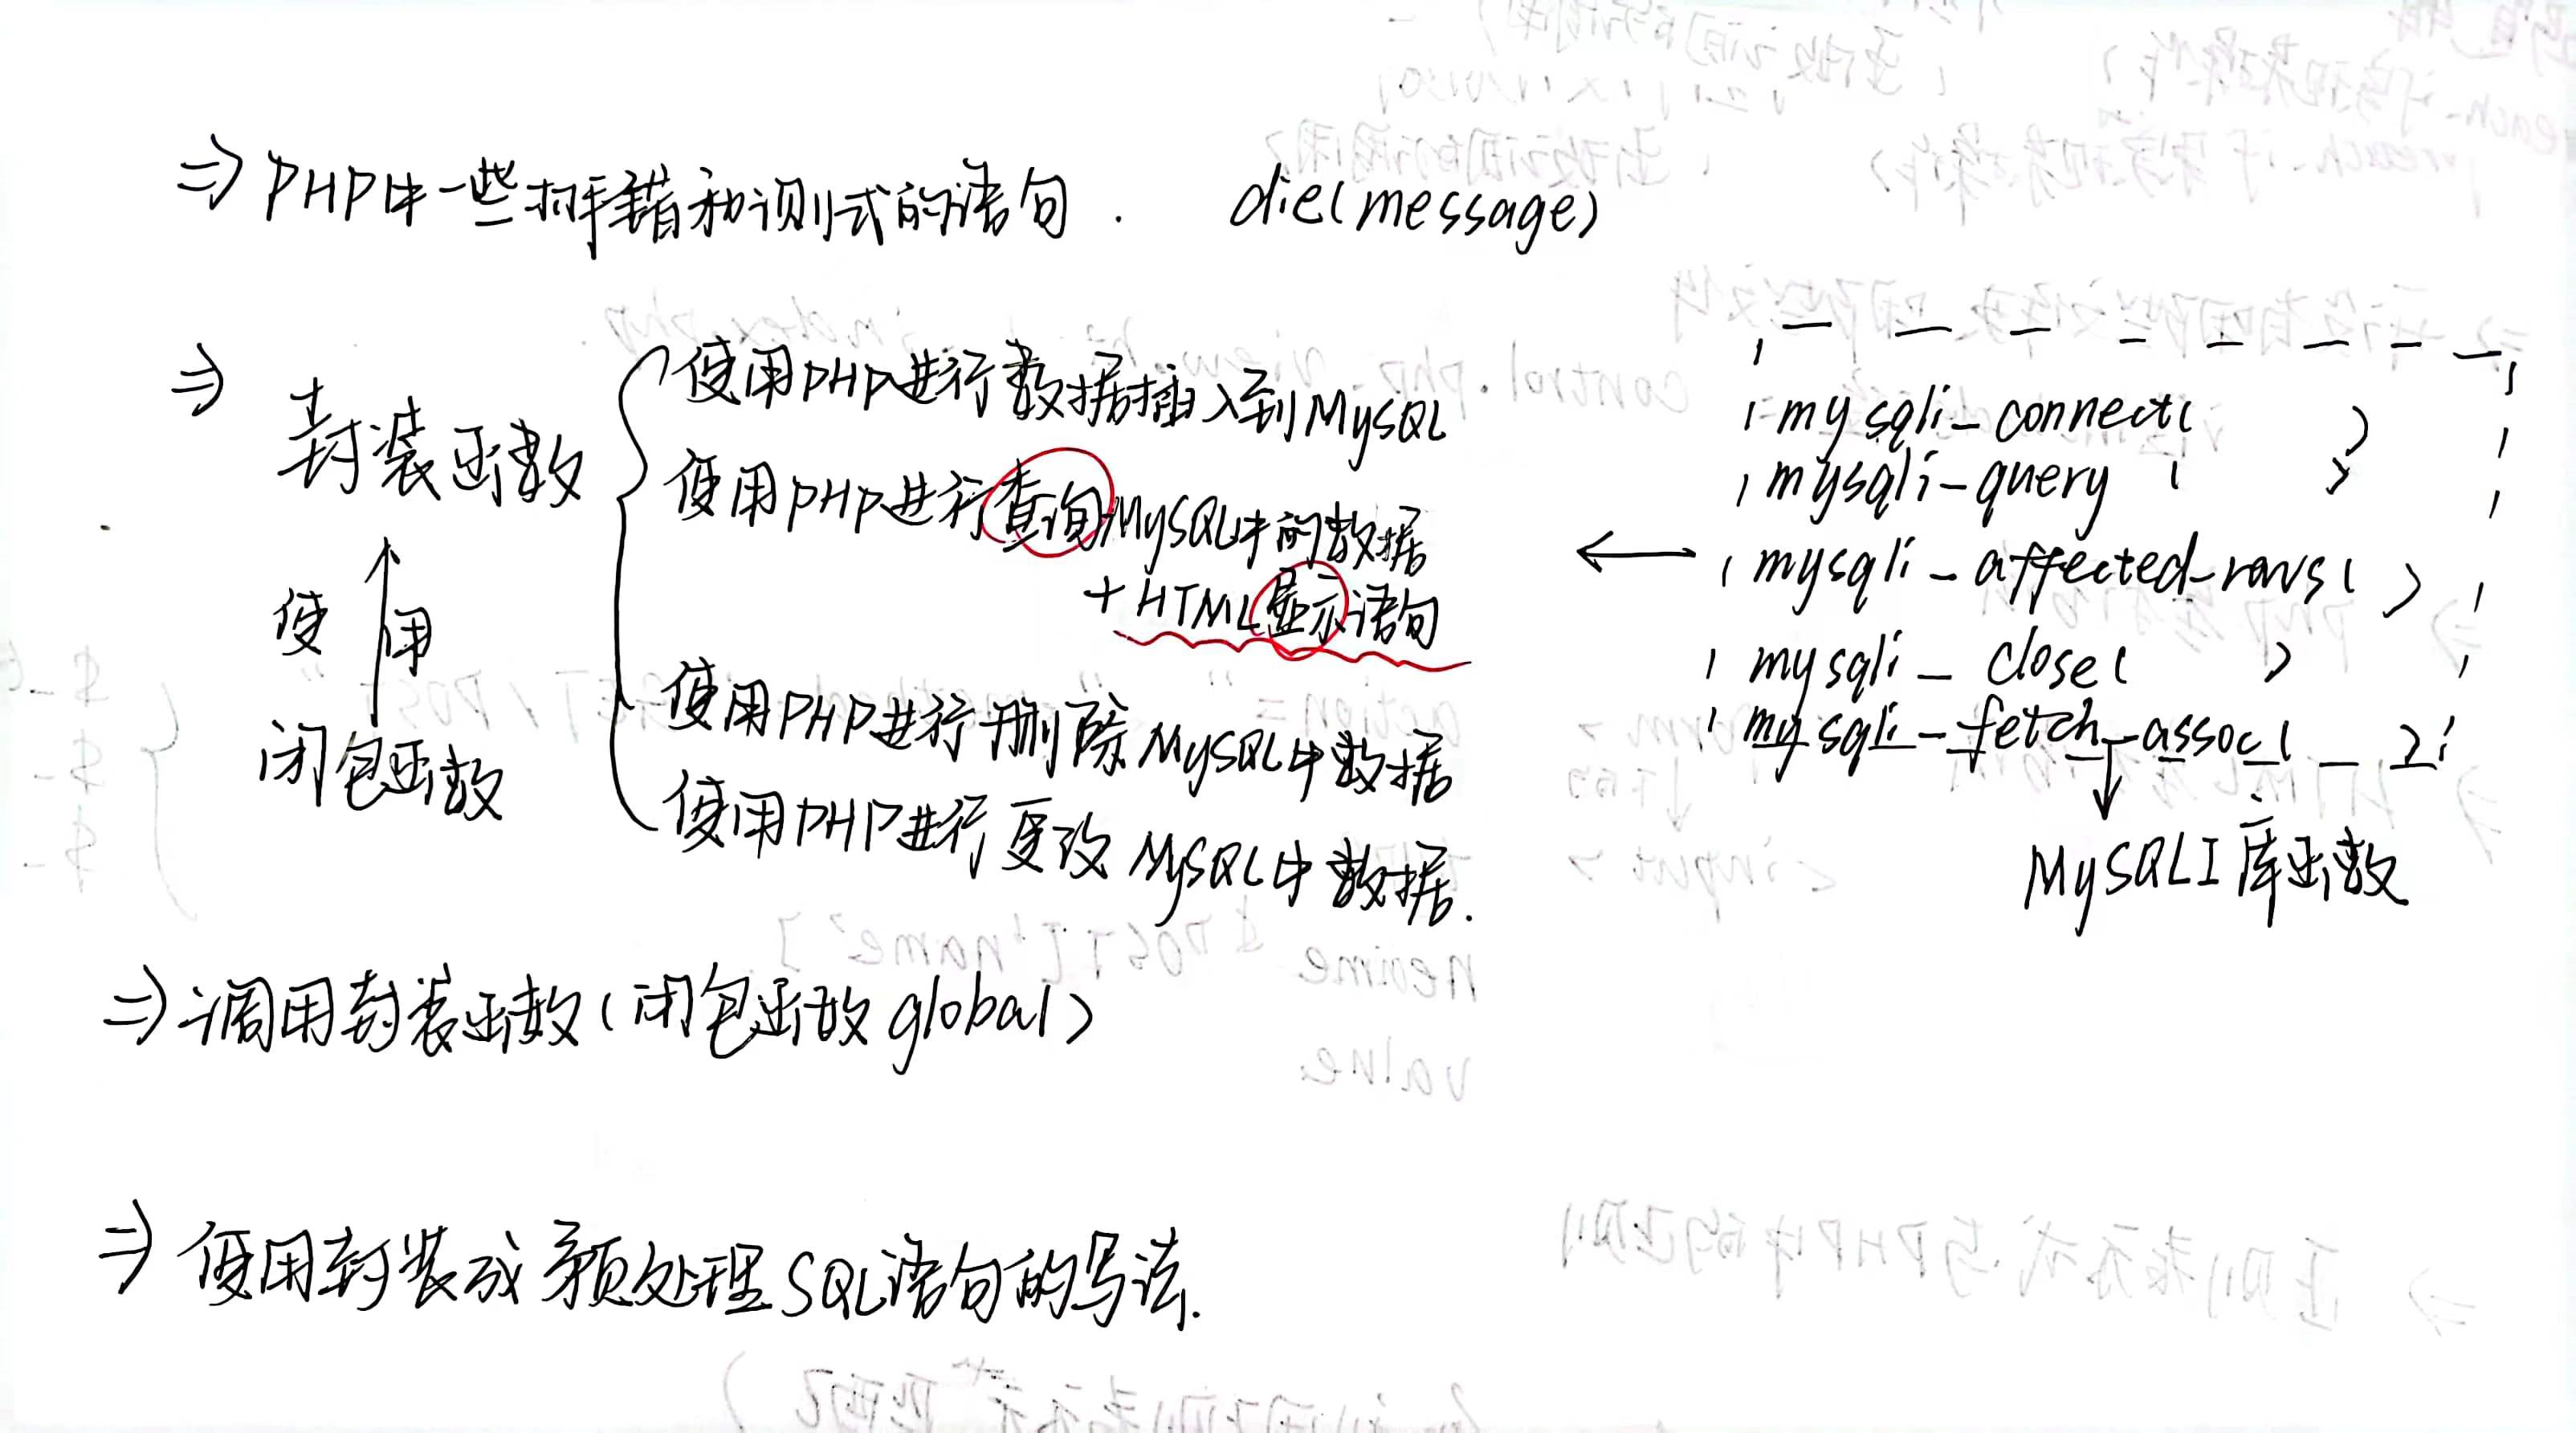 ⇒ PHP中一些排错和测试的语句. die(message)
⇒ 封装函数
使用
闭包函数
使用PHP进行数据插入到MySQL
使用PHP进行查询MySQL中的数据
+ HTML显示语句
使用PHP进行删除MySQL中数据
使用PHP进行更改MySQL中数据.
← mysqli_connect( )
mysqli_query ( )
mysqli_affected_rows( )
mysqli_close( )
mysqli_fetch_assoc( )
MySQLI库函数
⇒ 调用封装函数(闭包函数 global)
⇒ 使用封装成预处理SQL语句的写法.